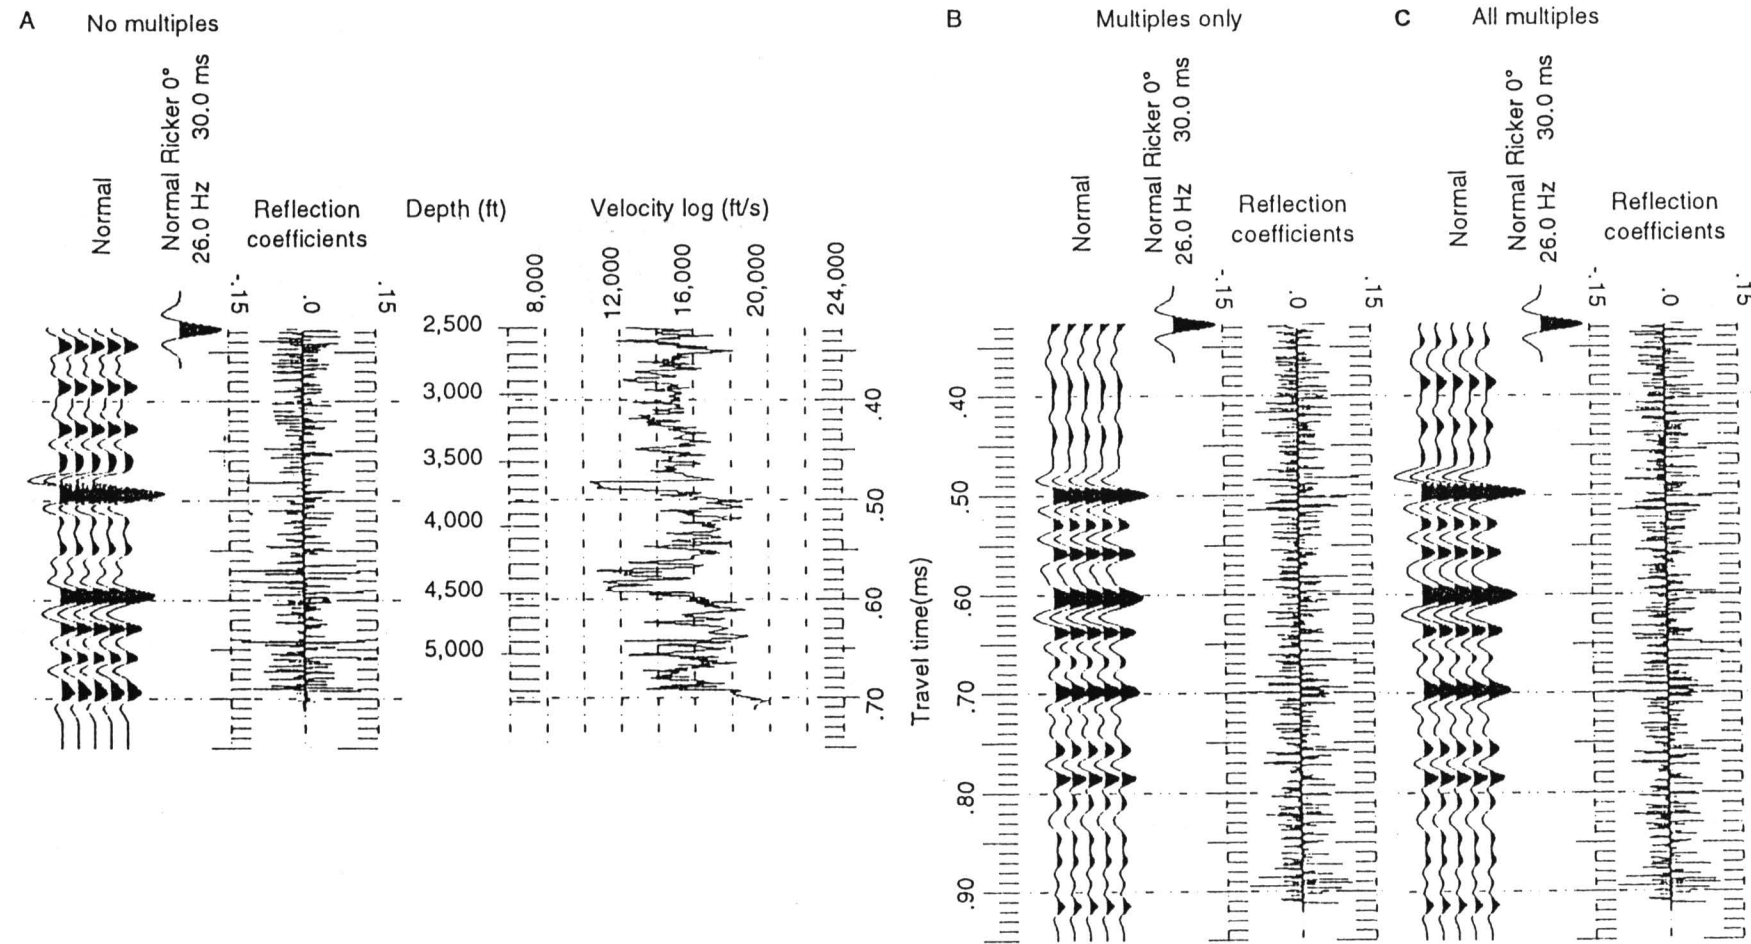 A
No multiples
Normal
Normal Ricker 0°
26.0 Hz 30.0 ms
Reflection
coefficients
-.15
.0
.15
Depth (ft)
2,500
3,000
3,500
4,000
4,500
5,000
Velocity log (ft/s)
8,000
12,000
16,000
20,000
24,000
.40
.50
.60
.70
Travel time(ms)
B
Multiples only
Normal
Normal Ricker 0°
26.0 Hz 30.0 ms
Reflection
coefficients
-.15
.0
.15
.40
.50
.60
.70
.80
.90
C
All multiples
Normal
Normal Ricker 0°
26.0 Hz 30.0 ms
Reflection
coefficients
-.15
.0
.15